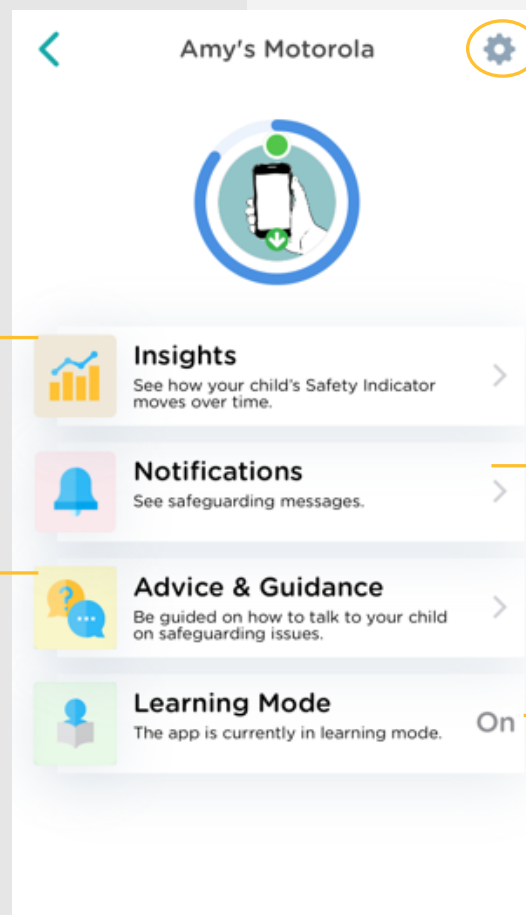 Amy's Motorola
Insights
See how your child's Safety Indicator
moves over time.
Notifications
See safeguarding messages.
Advice & Guidance
Be guided on how to talk to your child
on safeguarding issues.
Learning Mode
The app is currently in learning mode.
On